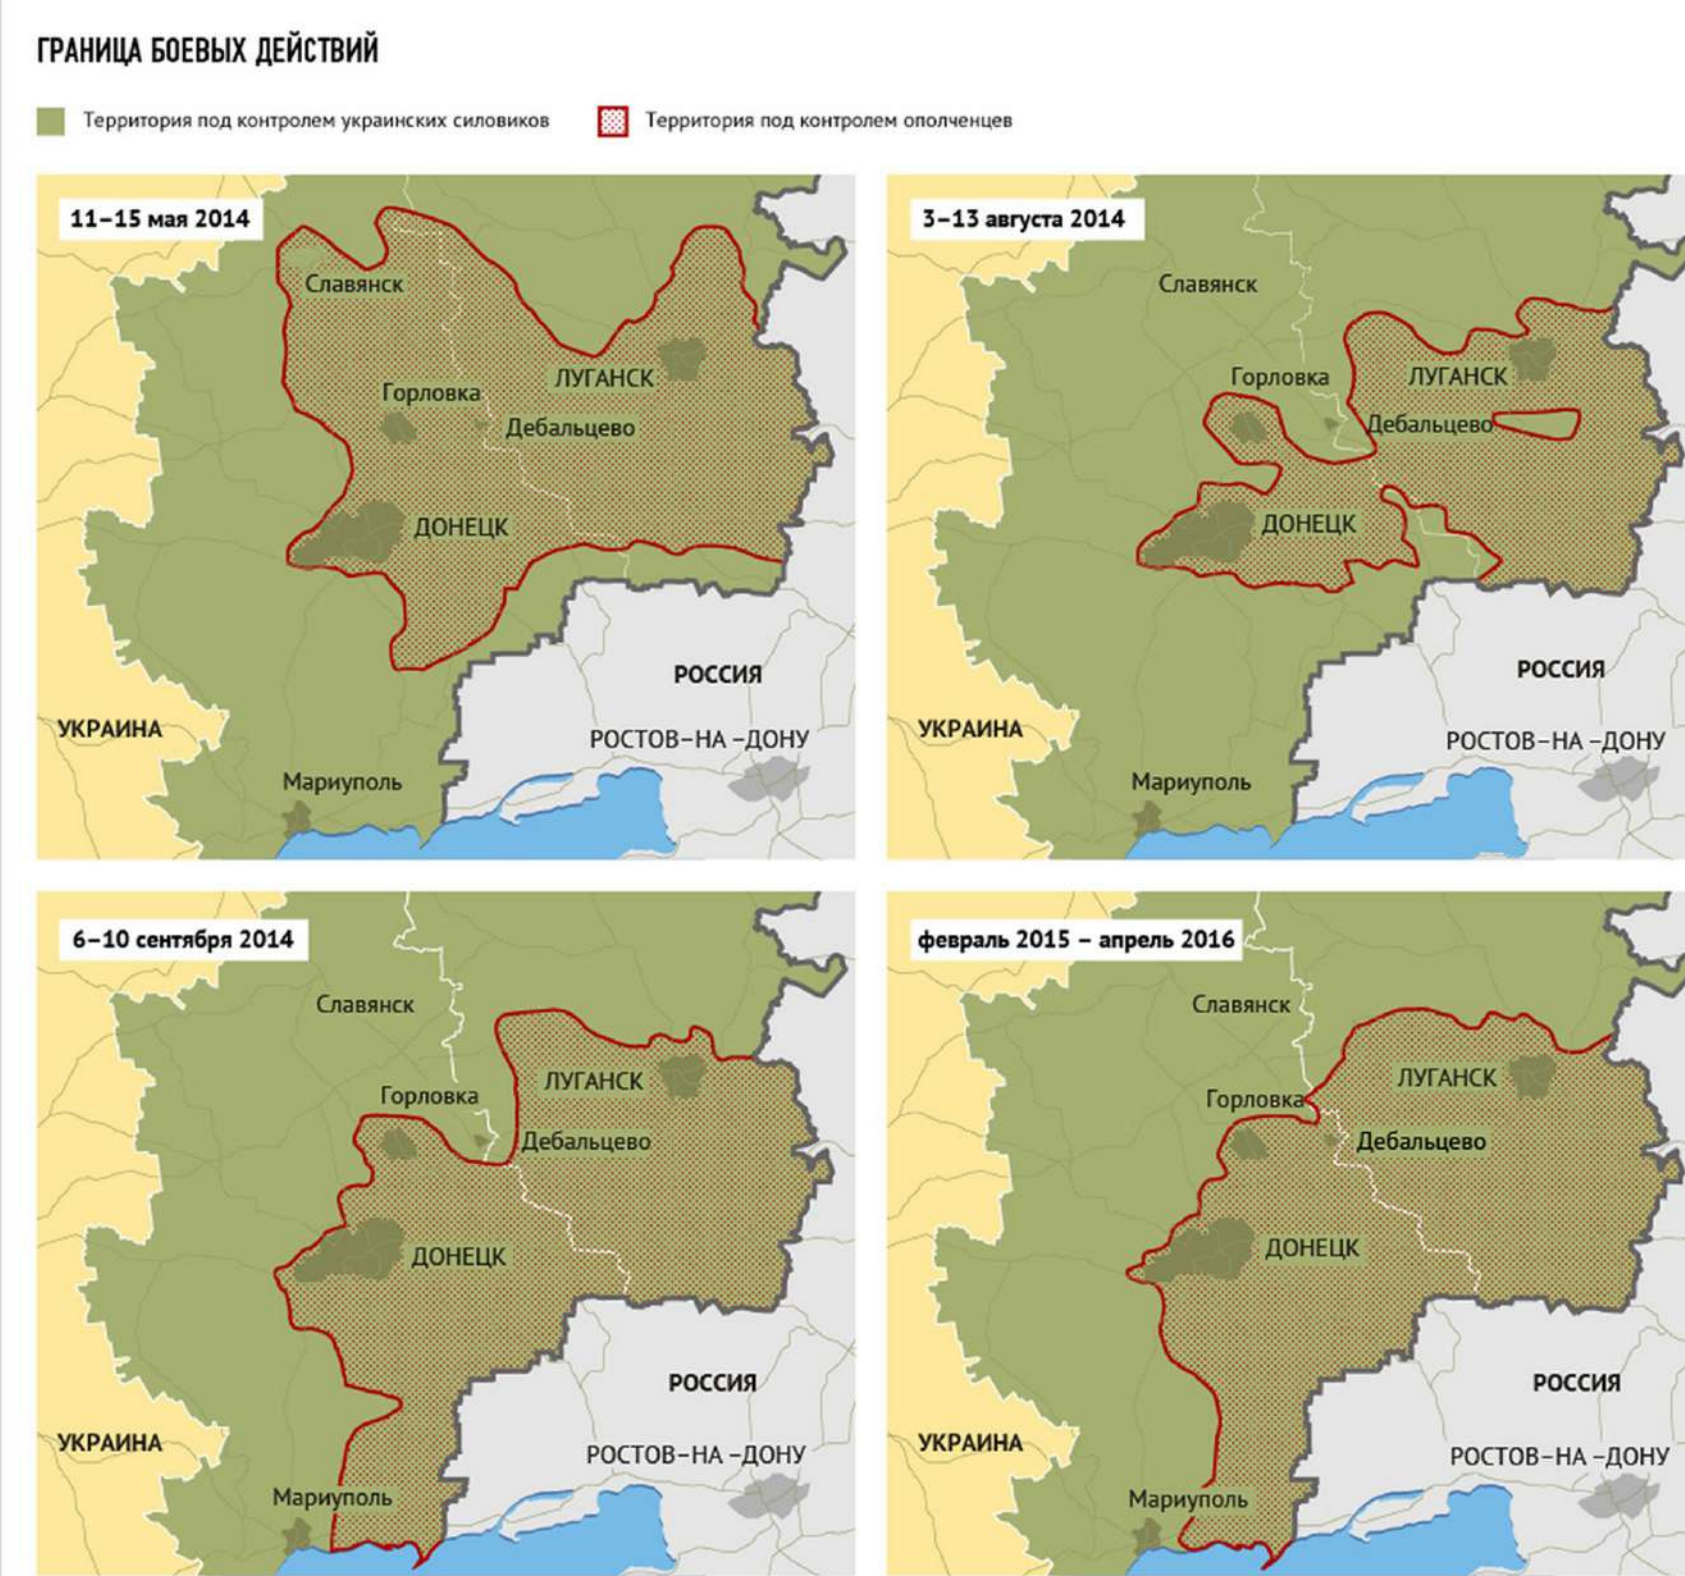 ГРАНИЦА БОЕВЫХ ДЕЙСТВИЙ
Территория под контролем украинских силовиков
Территория под контролем ополченцев
11–15 мая 2014
Славянск
Горловка
ЛУГАНСК
Дебальцево
ДОНЕЦК
РОССИЯ
УКРАИНА
РОСТОВ–НА –ДОНУ
Мариуполь
3–13 августа 2014
Славянск
Горловка
ЛУГАНСК
Дебальцево
ДОНЕЦК
РОССИЯ
УКРАИНА
РОСТОВ–НА –ДОНУ
Мариуполь
6–10 сентября 2014
Славянск
ЛУГАНСК
Горловка
Дебальцево
ДОНЕЦК
РОССИЯ
УКРАИНА
РОСТОВ–НА –ДОНУ
Мариуполь
февраль 2015 – апрель 2016
Славянск
ЛУГАНСК
Горловка
Дебальцево
ДОНЕЦК
РОССИЯ
УКРАИНА
РОСТОВ–НА –ДОНУ
Мариуполь